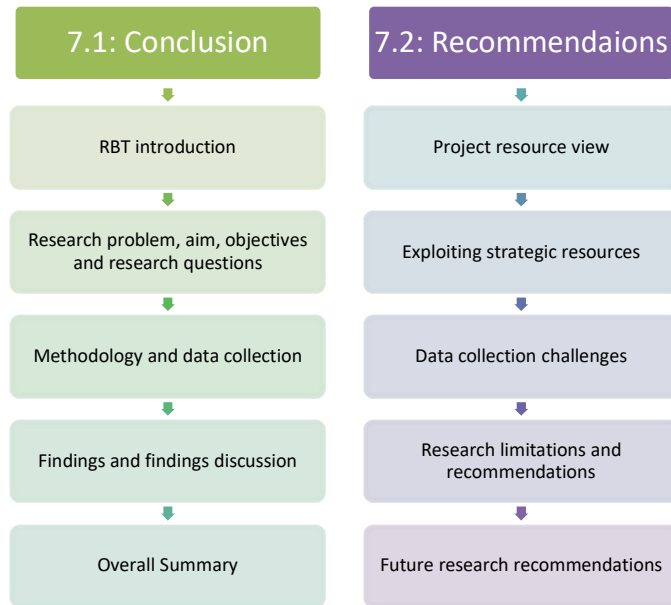 7.1: Conclusion
RBT introduction
Research problem, aim, objectives
and research questions
Methodology and data collection
Findings and findings discussion
Overall Summary
7.2: Recommendaions
Project resource view
Exploiting strategic resources
Data collection challenges
Research limitations and
recommendations
Future research recommendations